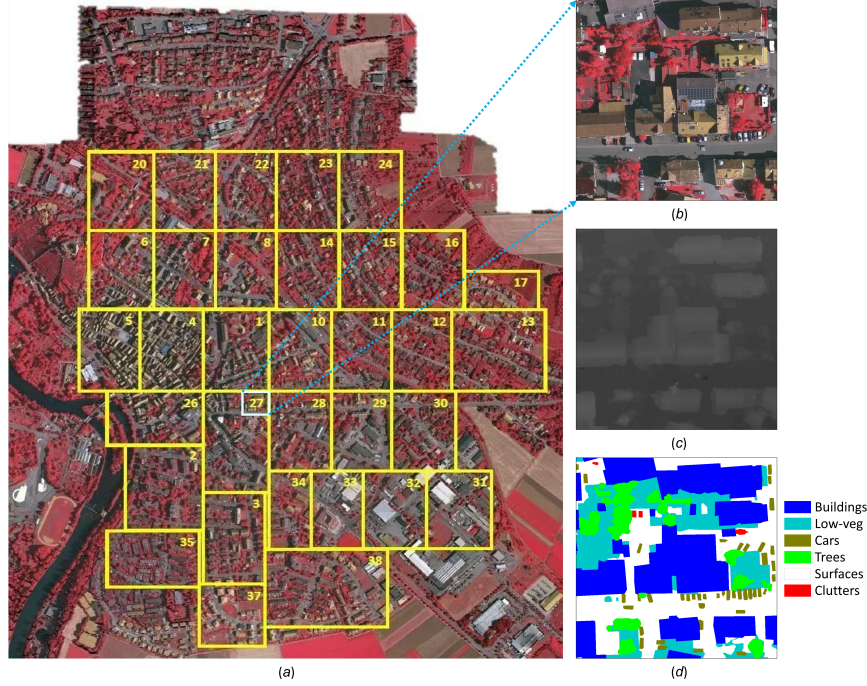 20 21 22 23 24
6 7 8 14 15 16
17
5 4 1 10 11 12 13
26 27 28 29 30
2 34 33 32 31
3
35
38
37
(a)
(b)
(c)
Buildings
Low-veg
Cars
Trees
Surfaces
Clutters
(d)